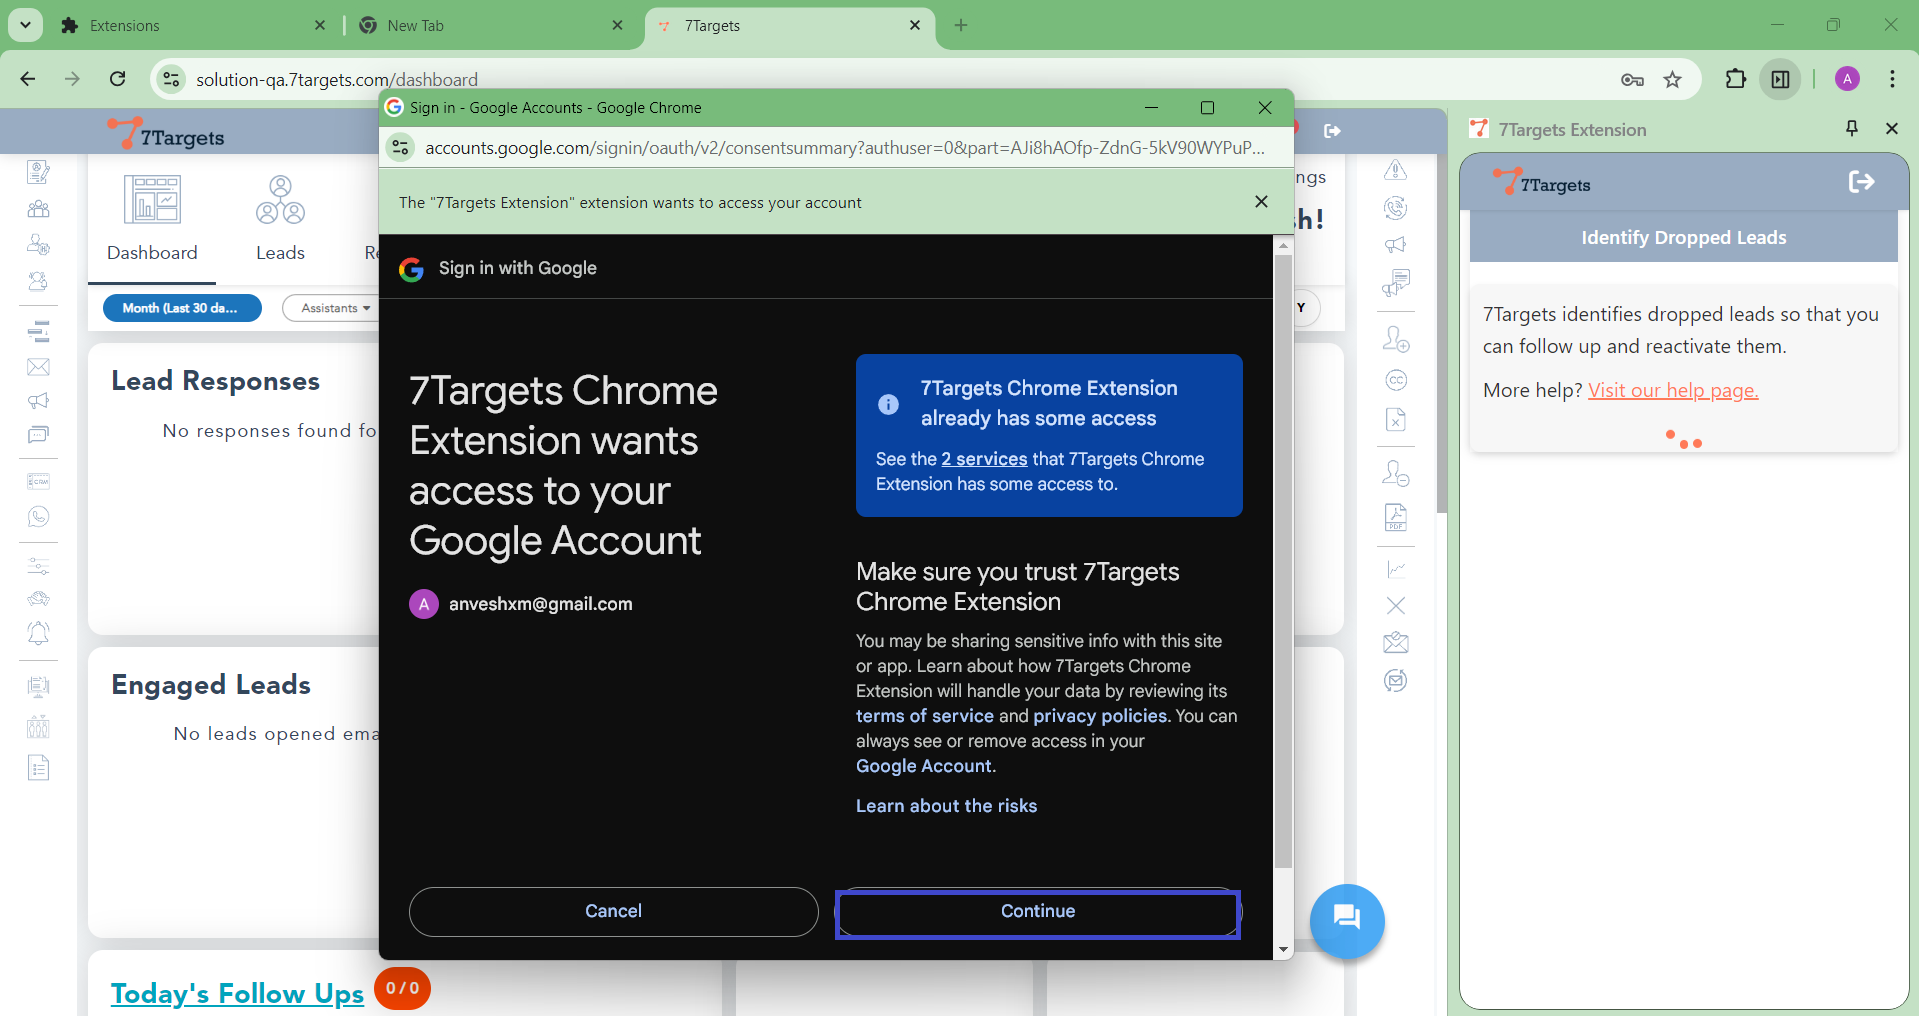 Extensions
New Tab
7Targets
solution-qa.7targets.com/dashboard
A
Sign in - Google Accounts - Google Chrome
accounts.google.com/signin/oauth/v2/consentsummary?authuser=0&part=AJi8hAOfp-ZdnG-5kV90WYPuP...
The "7Targets Extension" extension wants to access your account
Sign in with Google
7Targets Chrome
Extension wants
access to your
Google Account
A anveshxm@gmail.com
7Targets Chrome Extension
already has some access
See the 2 services that 7Targets Chrome
Extension has some access to.
Make sure you trust 7Targets
Chrome Extension
You may be sharing sensitive info with this site
or app. Learn about how 7Targets Chrome
Extension will handle your data by reviewing its
terms of service and privacy policies. You can
always see or remove access in your
Google Account.
Learn about the risks
Cancel
Continue
7Targets
Dashboard
Leads
Re
ngs
sh!
Month (Last 30 da...
Assistants
Y
Lead Responses
No responses found fo
Engaged Leads
No leads opened ema
Today's Follow Ups
0 / 0
CRM
CC
PDF
7Targets Extension
7Targets
Identify Dropped Leads
7Targets identifies dropped leads so that you
can follow up and reactivate them.
More help? Visit our help page.